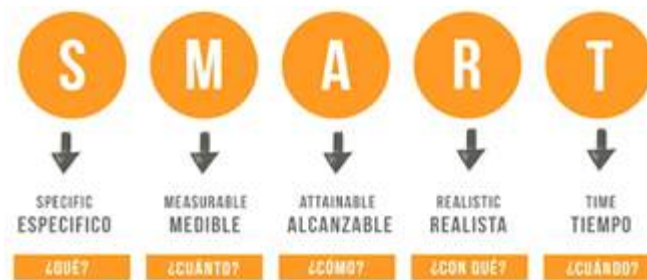 S M A R T
SPECIFIC MEASURABLE ATTAINABLE REALISTIC TIME
ESPECIFICO MEDIBLE ALCANZABLE REALISTA TIEMPO
¿QUÉ? ¿CUÁNTO? ¿CÓMO? ¿CON QUÉ? ¿CUÁNDO?